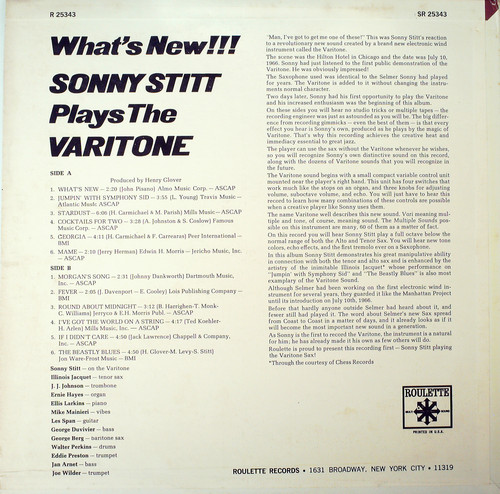 R 25343
SR 25343
What's New!!!
SONNY STITT
Plays The
VARITONE
SIDE A
Produced by Henry Glover
1. WHAT'S NEW — 2:20 (John Pisano) Almo Music Corp. — ASCAP
2. JUMPIN' WITH SYMPHONY SID — 3:55 (L. Young) Travis Music — Atlantic Music ASCAP
3. STARDUST — 6:06 (H. Carmichael & M. Parish) Mills Music — ASCAP
4. COCKTAILS FOR TWO — 3:28 (A. Johnston & S. Coslow) Famous Music Corp. — ASCAP
5. GEORGIA — 4:11 (H. Carmichael & F. Carreatas) Peer International — BMI
6. MAME — 2:10 (Jerry Herman) Edwin H. Morris — Jericho Music, Inc. — ASCAP
SIDE B
1. MORGAN'S SONG — 2:31 (Johnny Dankworth) Dartmouth Music, Inc. — ASCAP
2. FEVER — 2:05 (J. Davenport — E. Cooley) Lois Publishing Company — BMI
3. ROUND ABOUT MIDNIGHT — 3:12 (B. Hanighen-T. Monk-C. Williams) Jerryco & E.H. Morris Publ. — ASCAP
4. I'VE GOT THE WORLD ON A STRING — 4:17 (Ted Koehler-H. Arlen) Mills Music, Inc. — ASCAP
5. IF I DIDN'T CARE — 4:50 (Jack Lawrence) Chappell & Company, Inc. — ASCAP
6. THE BEASTLY BLUES — 4:50 (H. Glover-M. Levy-S. Stitt) Jon Ware-Frost Music — BMI
Sonny Stitt — on the Varitone
Illinois Jacquet — tenor sax
J. J. Johnson — trombone
Ernie Hayes — organ
Ellis Larkins — piano
Mike Mainieri — vibes
Les Span — guitar
George Duvivier — bass
George Berg — baritone sax
Walter Perkins — drums
Eddie Preston — trumpet
Jan Arnet — bass
Joe Wilder — trumpet
'Man, I've got to get me one of these!" This was Sonny Stitt's reaction
to a revolutionary new sound created by a brand new electronic wind
instrument called the Varitone.
The scene was the Hilton Hotel in Chicago and the date was July 10,
1966. Sonny had just listened to the first public demonstration of the
Varitone. He was obviously impressed!
The Saxophone used was identical to the Selmer Sonny had played
for years. The Varitone is added to it without changing the instru-
ments normal character.
Two days later, Sonny had his first opportunity to play the Varitone
and his increased enthusiasm was the beginning of this album.
On these sides you will hear no studio tricks or multiple tapes — the
recording engineer was just as astounded as you will be. The big differ-
ence from recording gimmicks — even the best of them — is that every
effect you hear is Sonny's own, produced as he plays by the magic of
Varitone. That's why this recording achieves the creative heat and
immediacy essential to great jazz.
The player can use the sax without the Varitone whenever he wishes,
so you will recognize Sonny's own distinctive sound on this record,
along with the dozens of Varitone sounds that you will recognize in
the future.
The Varitone sound begins with a small compact variable control unit
mounted near the player's right hand. This unit has four switches that
work much like the stops on an organ, and three knobs for adjusting
volume, suboctave volume, and echo. You will just have to hear this
record to learn how many combinations of these controls are possible
when a creative player like Sonny uses them.
The name Varitone well describes this new sound. Vari meaning mul-
tiple and tone, of course, meaning sound. The Multiple Sounds pos-
sible on this instrument are many, 60 of them as a matter of fact.
On this record you will hear Sonny Stitt play a full octave below the
normal range of both the Alto and Tenor Sax. You will hear new tone
colors, echo effects, and the first tremolo ever on a Saxophone.
In this album Sonny Stitt demonstrates his great manipulative ability
in connection with both the tenor and alto sax and is enhanced by the
artistry of the inimitable Illinois Jacquet* whose performance on
"Jumpin' with Symphony Sid" and "The Beastly Blues" is also most
exemplary of the Varitone Sound.
Although Selmer had been working on the first electronic wind in-
strument for several years, they guarded it like the Manhattan Project
until its introduction on July 10th, 1966.
Before that hardly anyone outside Selmer had heard about it, and
fewer still had played it. The word about Selmer's new Sax spread
from Coast to Coast in a matter of days, and it already looks as if it
will become the most important new sound in a generation.
As Sonny is the first to record the Varitone, the instrument is a natural
for him; he has already made it his own as few others will do.
Roulette is proud to present this recording first — Sonny Stitt playing
the Varitone Sax!
*Through the courtesy of Chess Records
ROULETTE
PRINTED IN U.S.A.
ROULETTE RECORDS • 1631 BROADWAY, NEW YORK CITY • 11319